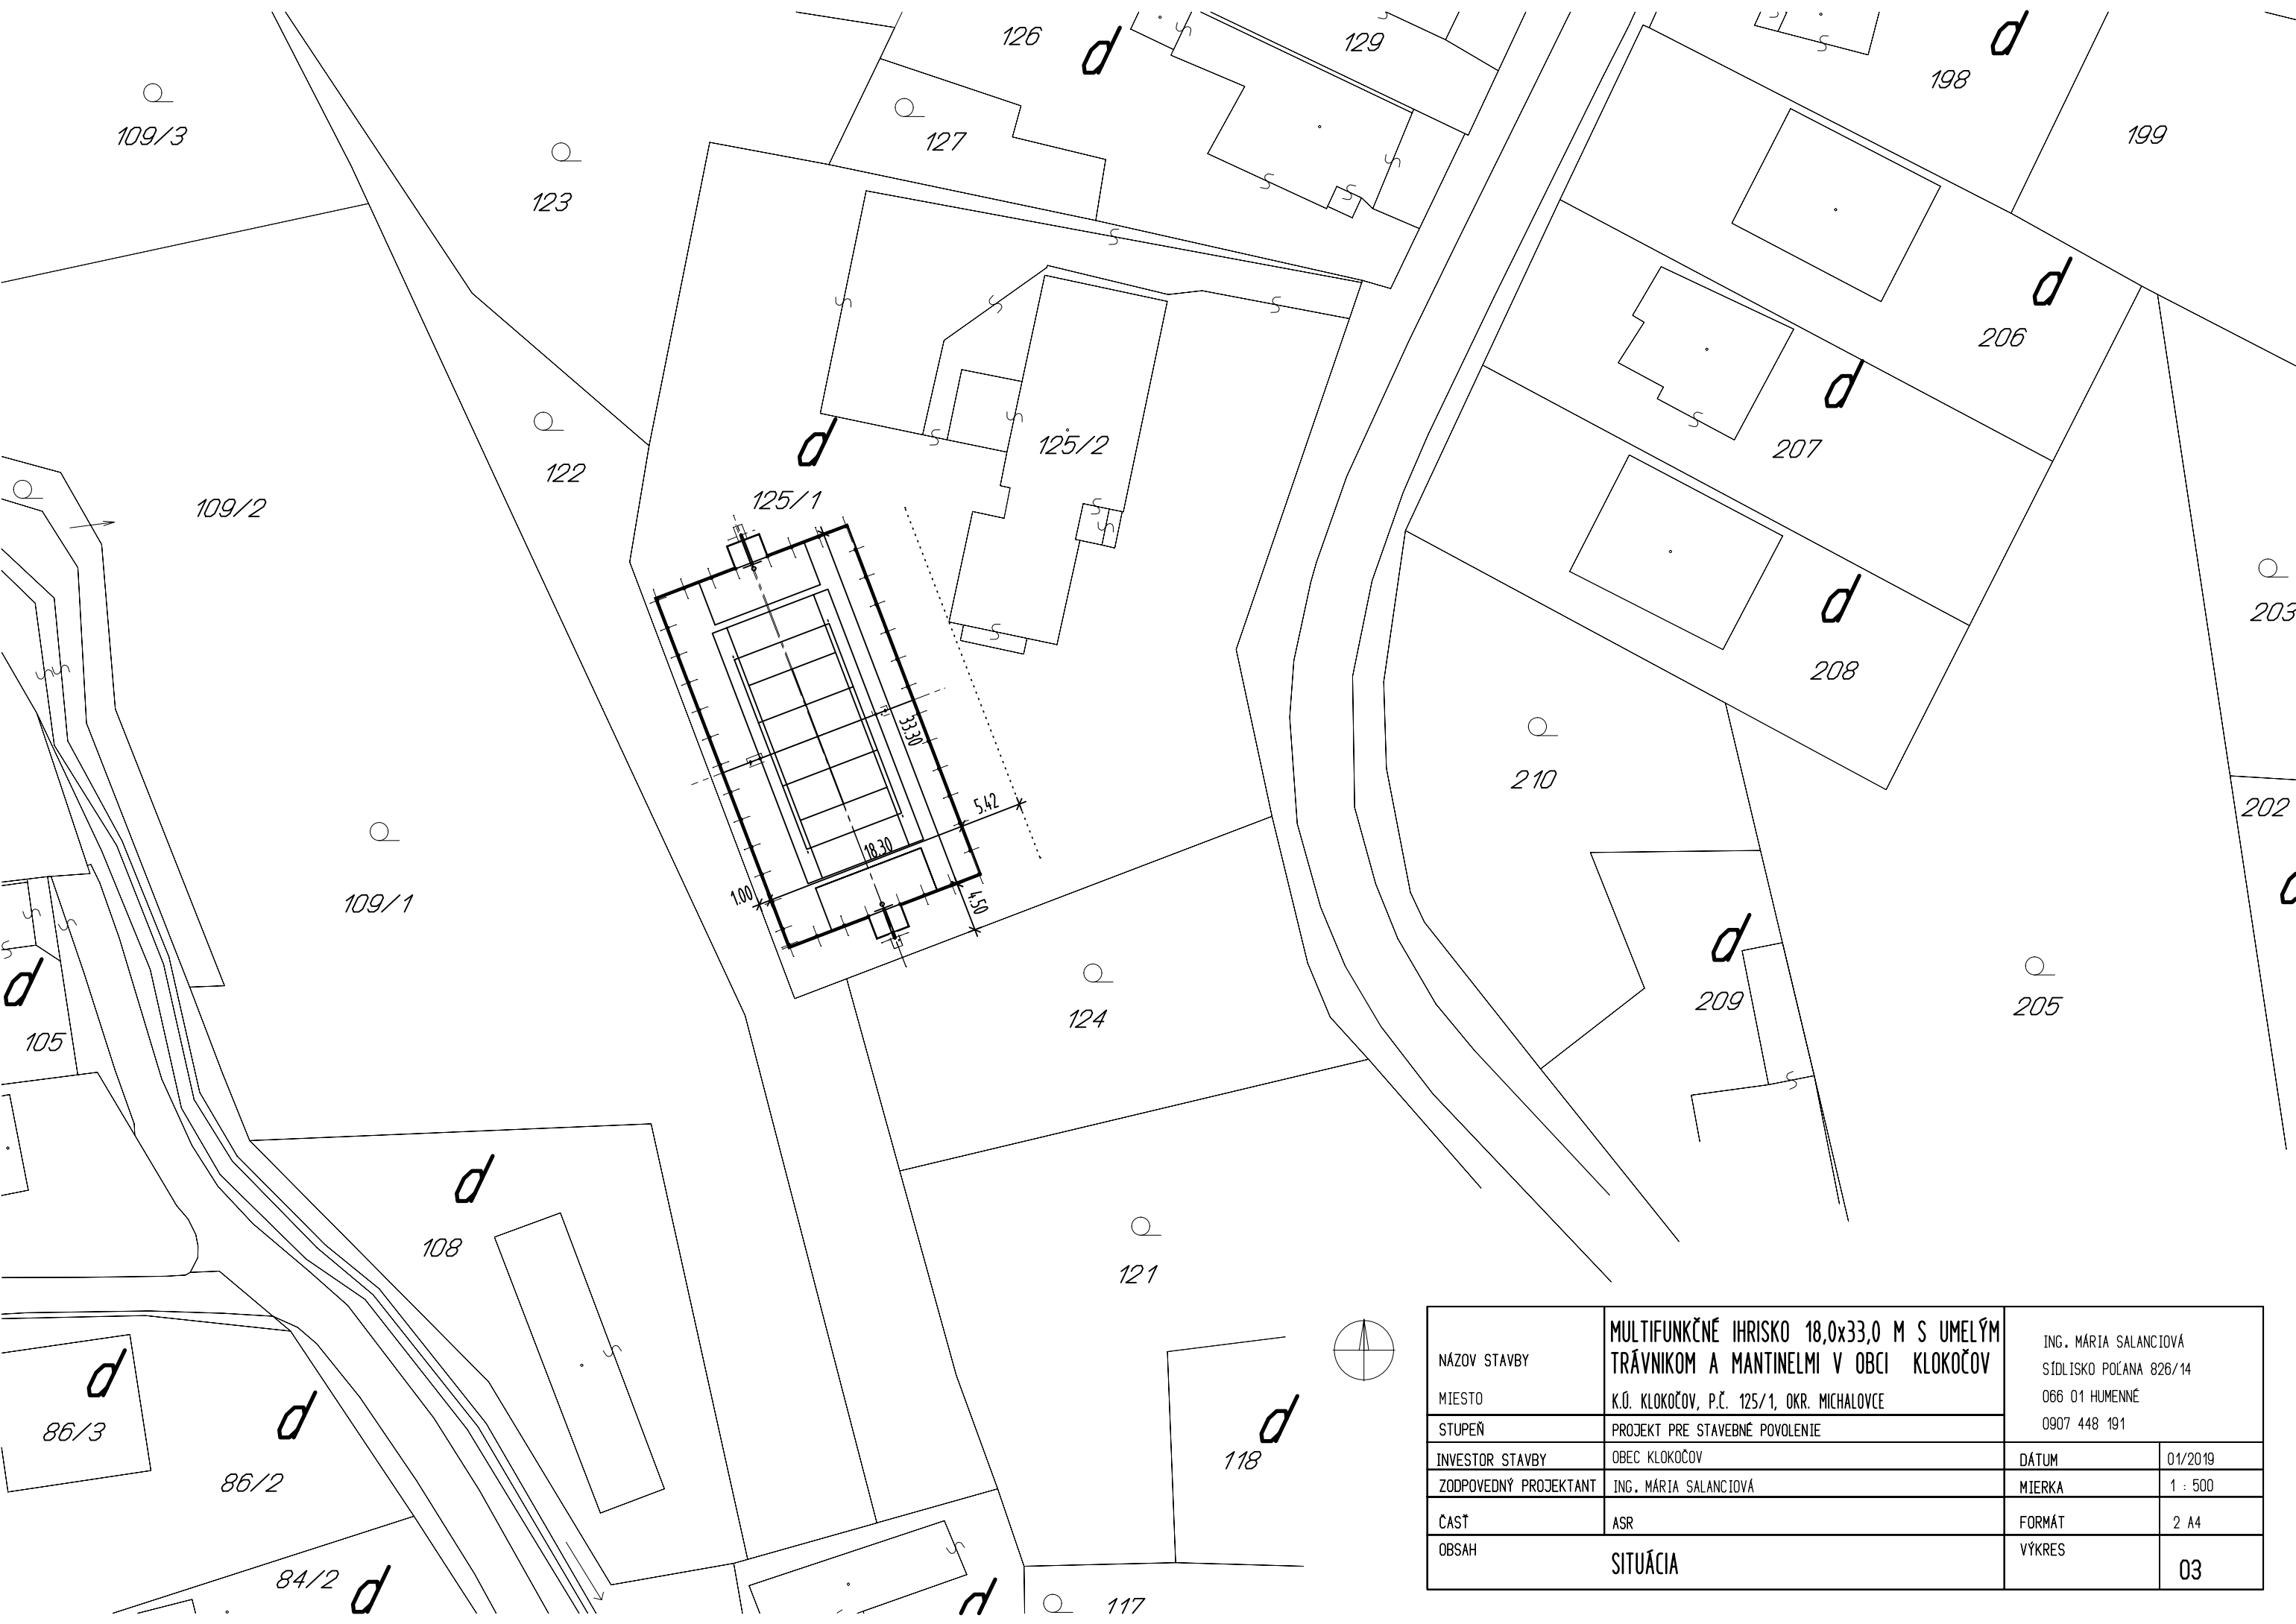 126
129
198
109/3
127
199
123
206
125/2
207
122
125/1
109/2
203
208
33.30
210
5.42
202
18.30
1.00
4.50
109/1
209
205
124
105
108
121
118
86/3
86/2
84/2
117
NÁZOV STAVBY
MULTIFUNKČNÉ IHRISKO 18,0x33,0 M S UMELÝM
TRÁVNIKOM A MANTINELMI V OBCI KLOKOČOV
MIESTO
K.Ú. KLOKOČOV, P.Č. 125/1, OKR. MICHALOVCE
ING. MÁRIA SALANCIOVÁ
SÍDLISKO POĽANA 826/14
066 01 HUMENNÉ
0907 448 191
STUPEŇ
PROJEKT PRE STAVEBNÉ POVOLENIE
INVESTOR STAVBY
OBEC KLOKOČOV
DÁTUM
01/2019
ZODPOVEDNÝ PROJEKTANT
ING. MÁRIA SALANCIOVÁ
MIERKA
1 : 500
ČASŤ
ASR
FORMÁT
2 A4
OBSAH
SITUÁCIA
VÝKRES
03